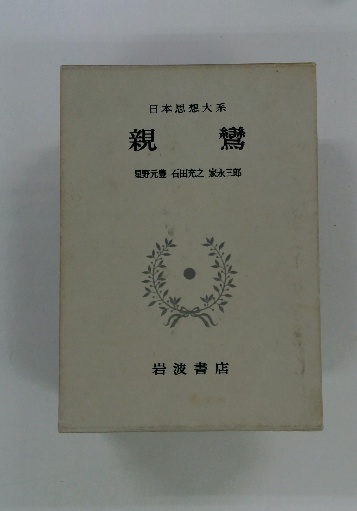 日本思想大系
親鸞
星野元豊 石田充之 家永三郎
岩波書店